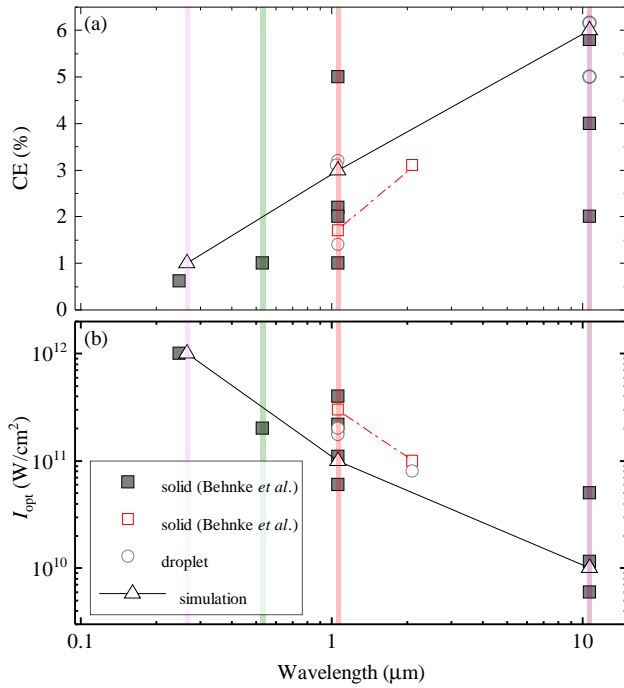 (a)
6
5
4
3
2
1
0
CE (%)
(b)
10^12
10^11
10^10
I_opt (W/cm^2)
solid (Behnke et al.)
solid (Behnke et al.)
droplet
simulation
0.1 1 10
Wavelength (μm)